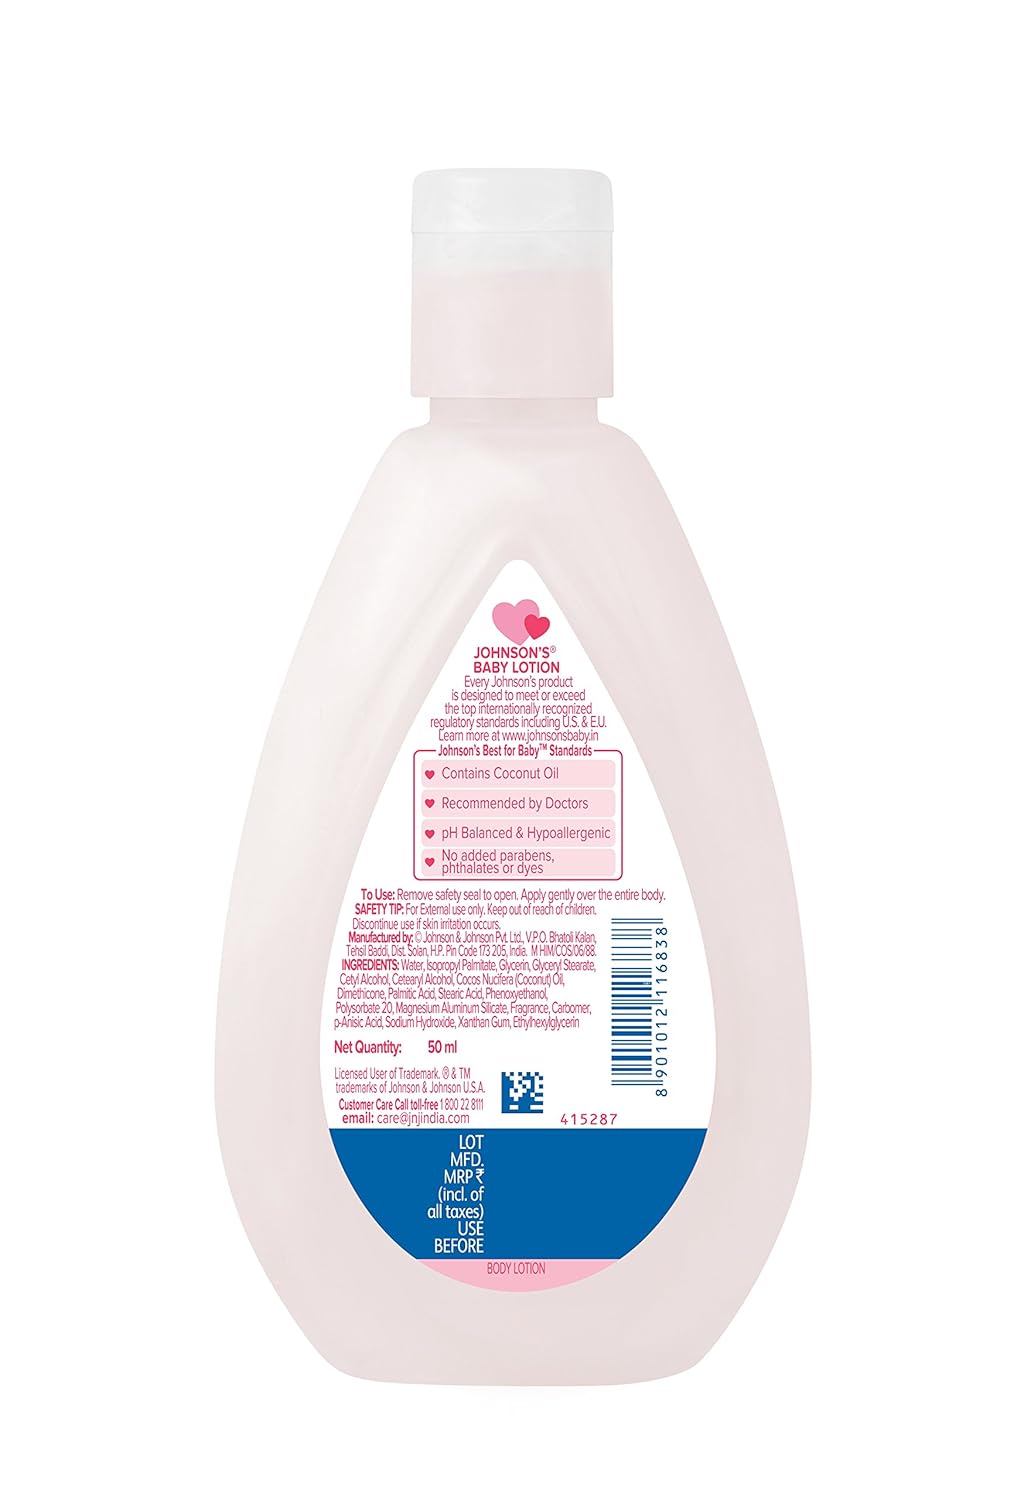 JOHNSON'S®
BABY LOTION
Every Johnson's product
is designed to meet or exceed
the top internationally recognized
regulatory standards including U.S. & E.U.
Learn more at www.johnsonsbaby.in
Johnson's Best for Baby™ Standards
Contains Coconut Oil
Recommended by Doctors
pH Balanced & Hypoallergenic
No added parabens,
phthalates or dyes
To Use: Remove safety seal to open. Apply gently over the entire body.
SAFETY TIP: For External use only. Keep out of reach of children.
Discontinue use if skin irritation occurs.
Manufactured by: © Johnson & Johnson Pvt. Ltd., V.P.O. Bhatoli Kalan,
Tehsil Baddi, Dist. Solan, H.P. Pin Code 173 205, India. M HIM/COS/06/88.
INGREDIENTS: Water, Isopropyl Palmitate, Glycerin, Glyceryl Stearate,
Cetyl Alcohol, Cetearyl Alcohol, Cocos Nucifera (Coconut) Oil,
Dimethicone, Palmitic Acid, Stearic Acid, Phenoxyethanol,
Polysorbate 20, Magnesium Aluminum Silicate, Fragrance, Carbomer,
p-Anisic Acid, Sodium Hydroxide, Xanthan Gum, Ethylhexylglycerin
Net Quantity: 50 ml
Licensed User of Trademark. ® & TM
trademarks of Johnson & Johnson U.S.A.
Customer Care Call toll-free 1 800 22 8111
email: care@jnjindia.com
8 901012 116838
415287
LOT
MFD.
MRP ₹
(incl. of
all taxes)
USE
BEFORE
BODY LOTION